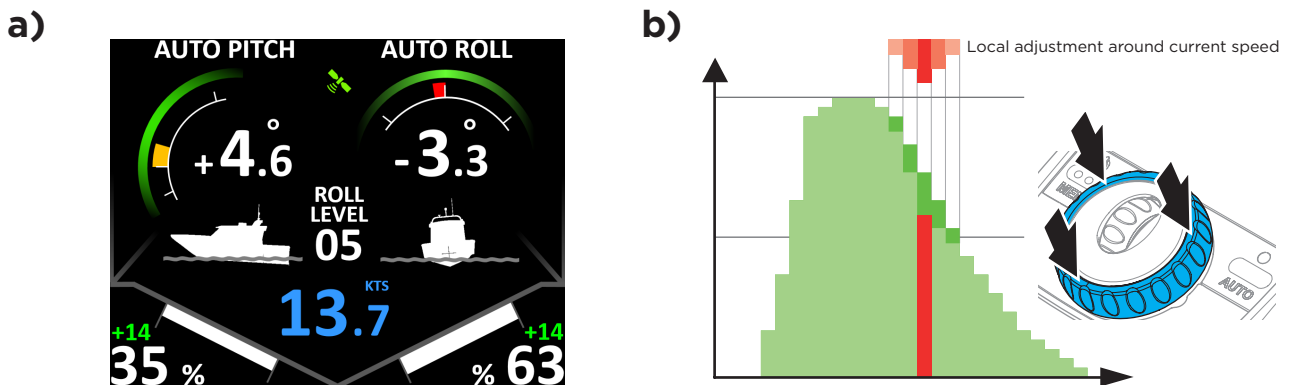 a)
AUTO PITCH
AUTO ROLL
+4.6°
-3.3°
ROLL
LEVEL
05
KTS
13.7
+14
35 %
+14
% 63
b)
Local adjustment around current speed
AUTO